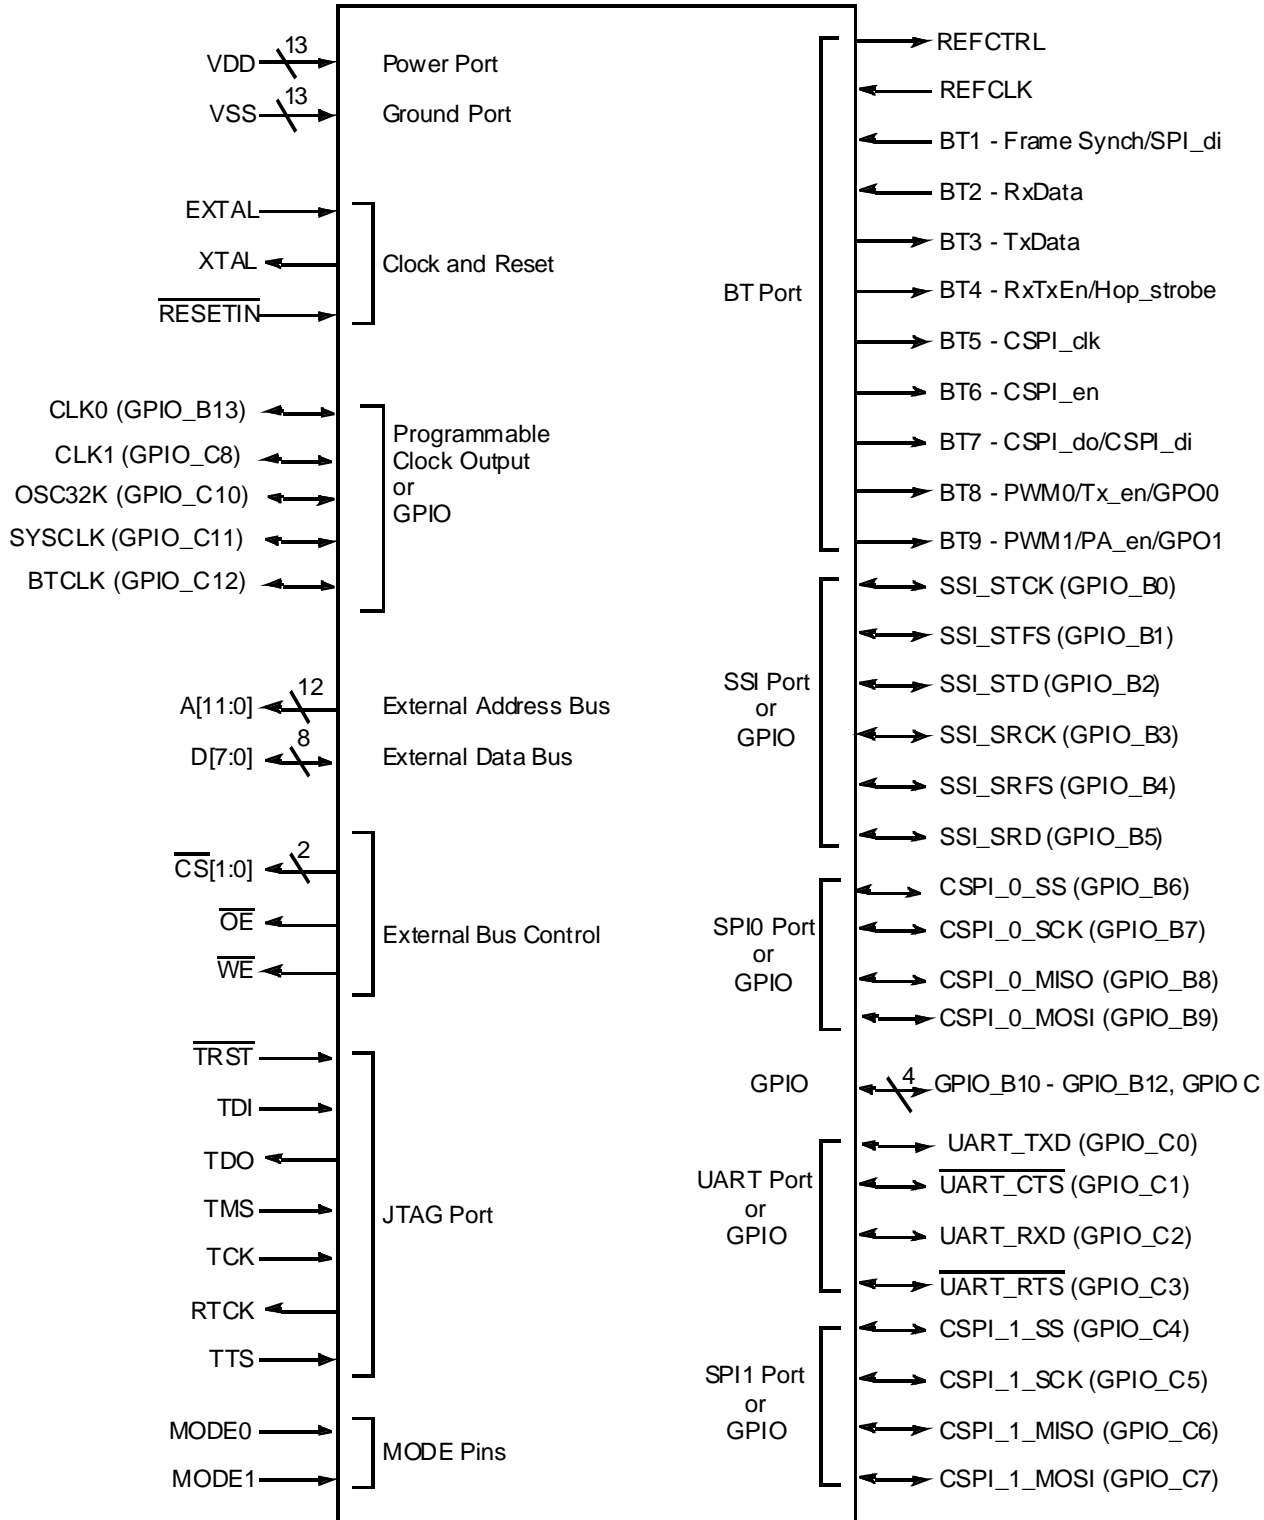 VDD 13 Power Port
VSS 13 Ground Port
EXTAL
XTAL Clock and Reset
RESETIN
CLK0 (GPIO_B13)
CLK1 (GPIO_C8)
OSC32K (GPIO_C10)
SYSCLK (GPIO_C11)
BTCLK (GPIO_C12)
Programmable
Clock Output
or
GPIO
A[11:0] 12 External Address Bus
D[7:0] 8 External Data Bus
CS[1:0] 2
OE External Bus Control
WE
TRST
TDI
TDO
TMS JTAG Port
TCK
RTCK
TTS
MODE0
MODE1
MODE Pins
BT Port
REFCTRL
REFCLK
BT1 - Frame Synch/SPI_di
BT2 - RxData
BT3 - TxData
BT4 - RxTxEn/Hop_strobe
BT5 - CSPI_clk
BT6 - CSPI_en
BT7 - CSPI_do/CSPI_di
BT8 - PWM0/Tx_en/GPO0
BT9 - PWM1/PA_en/GPO1
SSI Port
or
GPIO
SSI_STCK (GPIO_B0)
SSI_STFS (GPIO_B1)
SSI_STD (GPIO_B2)
SSI_SRCK (GPIO_B3)
SSI_SRFS (GPIO_B4)
SSI_SRD (GPIO_B5)
SPI0 Port
or
GPIO
CSPI_0_SS (GPIO_B6)
CSPI_0_SCK (GPIO_B7)
CSPI_0_MISO (GPIO_B8)
CSPI_0_MOSI (GPIO_B9)
GPIO 4 GPIO_B10 - GPIO_B12, GPIO C
UART Port
or
GPIO
UART_TXD (GPIO_C0)
UART_CTS (GPIO_C1)
UART_RXD (GPIO_C2)
UART_RTS (GPIO_C3)
SPI1 Port
or
GPIO
CSPI_1_SS (GPIO_C4)
CSPI_1_SCK (GPIO_C5)
CSPI_1_MISO (GPIO_C6)
CSPI_1_MOSI (GPIO_C7)